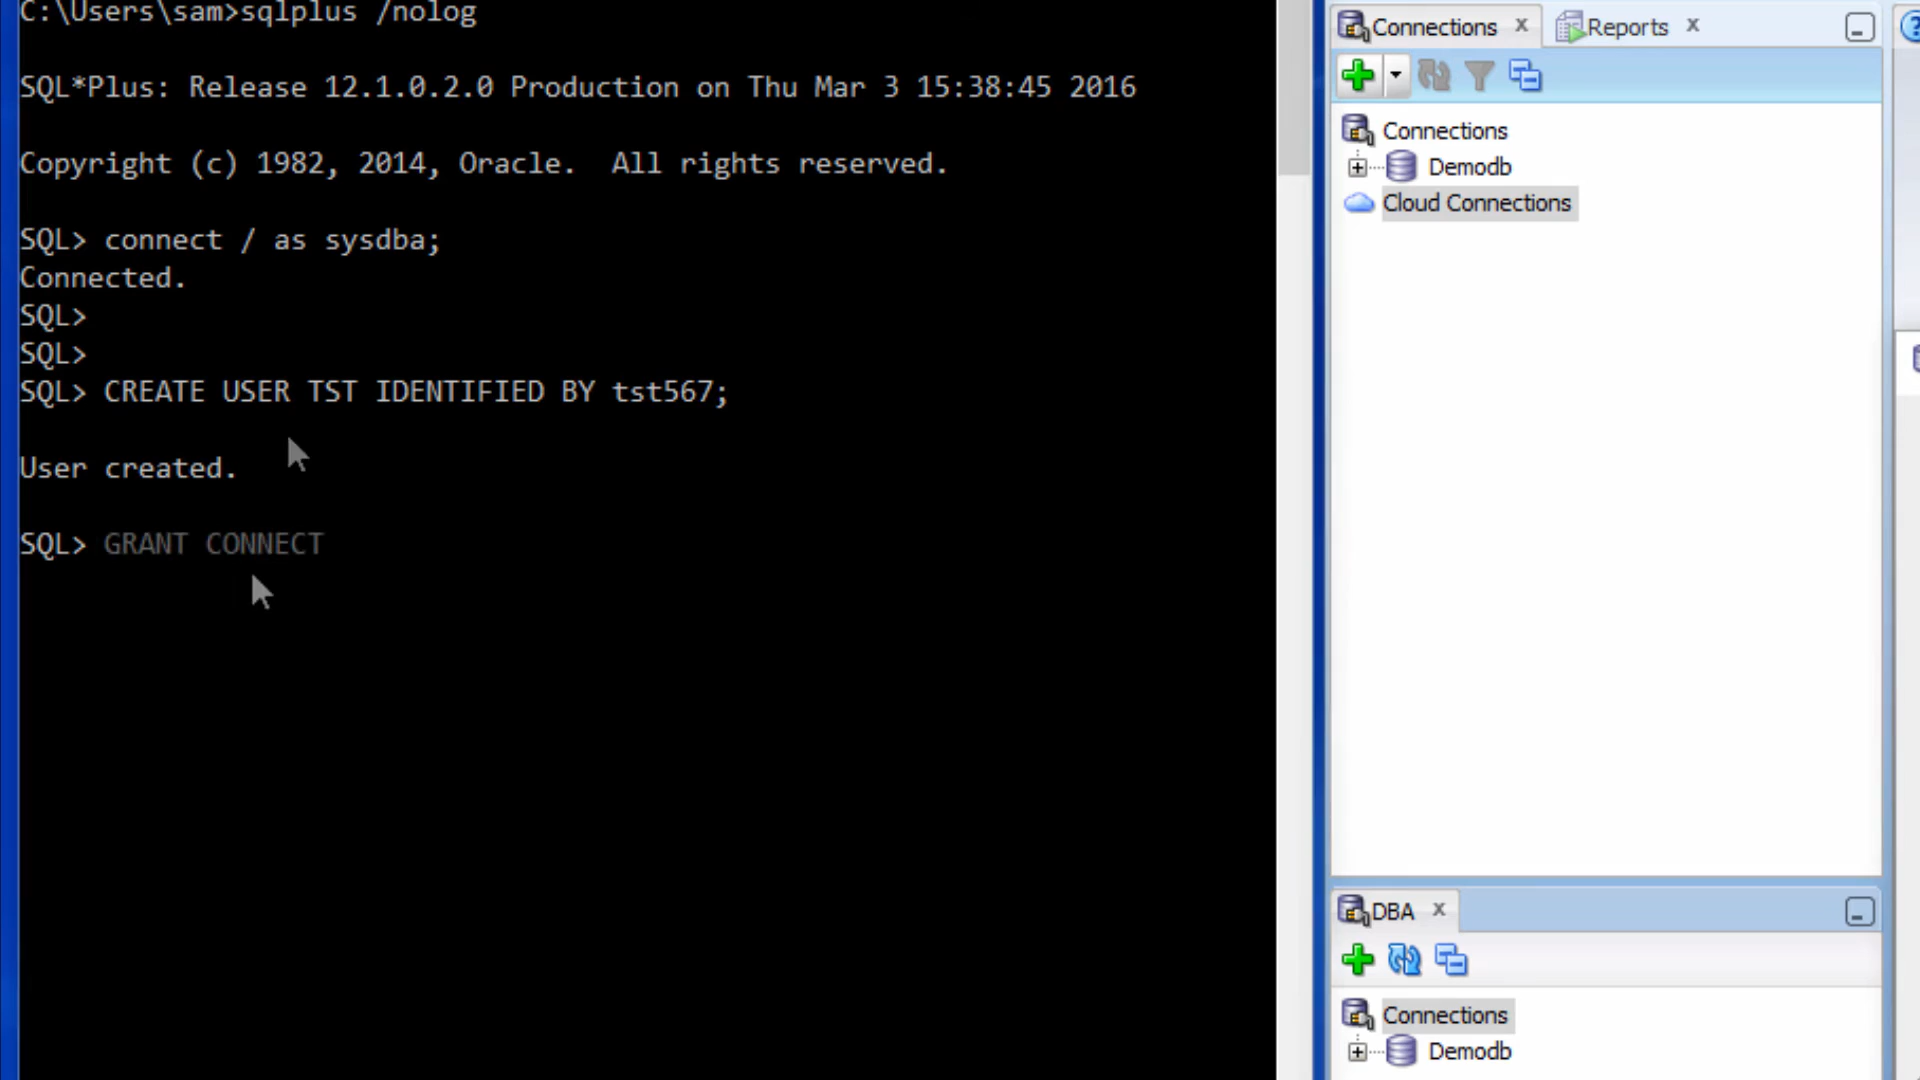 C:\Users\sam>sqlplus /nolog
SQL*Plus: Release 12.1.0.2.0 Production on Thu Mar 3 15:38:45 2016
Copyright (c) 1982, 2014, Oracle.  All rights reserved.
SQL> connect / as sysdba;
Connected.
SQL>
SQL>
SQL> CREATE USER TST IDENTIFIED BY tst567;
User created.
SQL> GRANT CONNECT
Connections
Reports
Connections
Demodb
Cloud Connections
DBA
Connections
Demodb